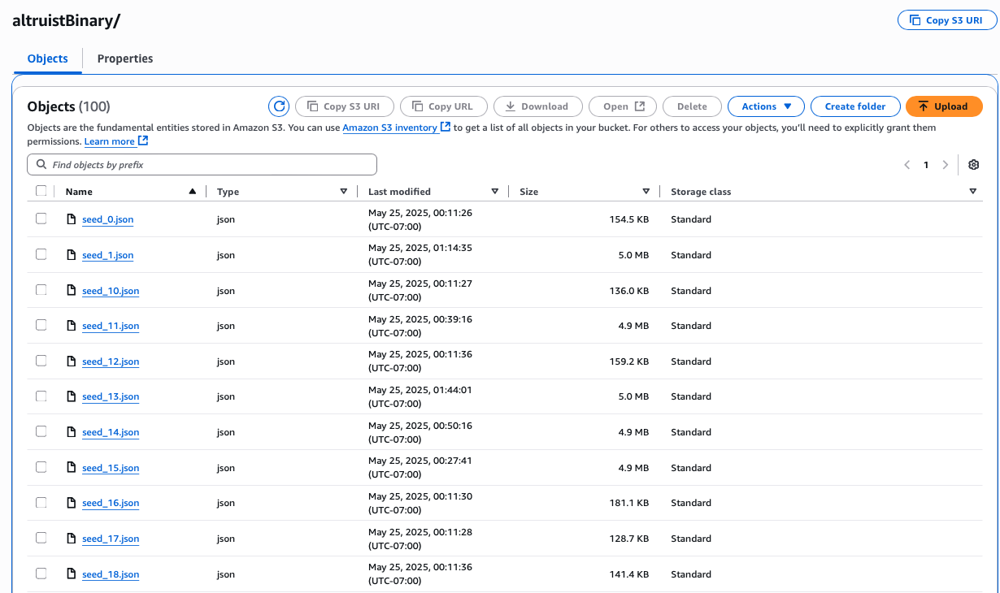 altruistBinary/
Copy S3 URI
Objects
Properties
Objects (100)
Copy S3 URI
Copy URL
Download
Open
Delete
Actions
Create folder
Upload
Objects are the fundamental entities stored in Amazon S3. You can use Amazon S3 inventory to get a list of all objects in your bucket. For others to access your objects, you'll need to explicitly grant them
permissions. Learn more
Find objects by prefix
1
Name Type Last modified Size Storage class
seed_0.json json May 25, 2025, 00:11:26 (UTC-07:00) 154.5 KB Standard
seed_1.json json May 25, 2025, 01:14:35 (UTC-07:00) 5.0 MB Standard
seed_10.json json May 25, 2025, 00:11:27 (UTC-07:00) 136.0 KB Standard
seed_11.json json May 25, 2025, 00:39:16 (UTC-07:00) 4.9 MB Standard
seed_12.json json May 25, 2025, 00:11:36 (UTC-07:00) 159.2 KB Standard
seed_13.json json May 25, 2025, 01:44:01 (UTC-07:00) 5.0 MB Standard
seed_14.json json May 25, 2025, 00:50:16 (UTC-07:00) 4.9 MB Standard
seed_15.json json May 25, 2025, 00:27:41 (UTC-07:00) 4.9 MB Standard
seed_16.json json May 25, 2025, 00:11:30 (UTC-07:00) 181.1 KB Standard
seed_17.json json May 25, 2025, 00:11:28 (UTC-07:00) 128.7 KB Standard
seed_18.json json May 25, 2025, 00:11:36 (UTC-07:00) 141.4 KB Standard